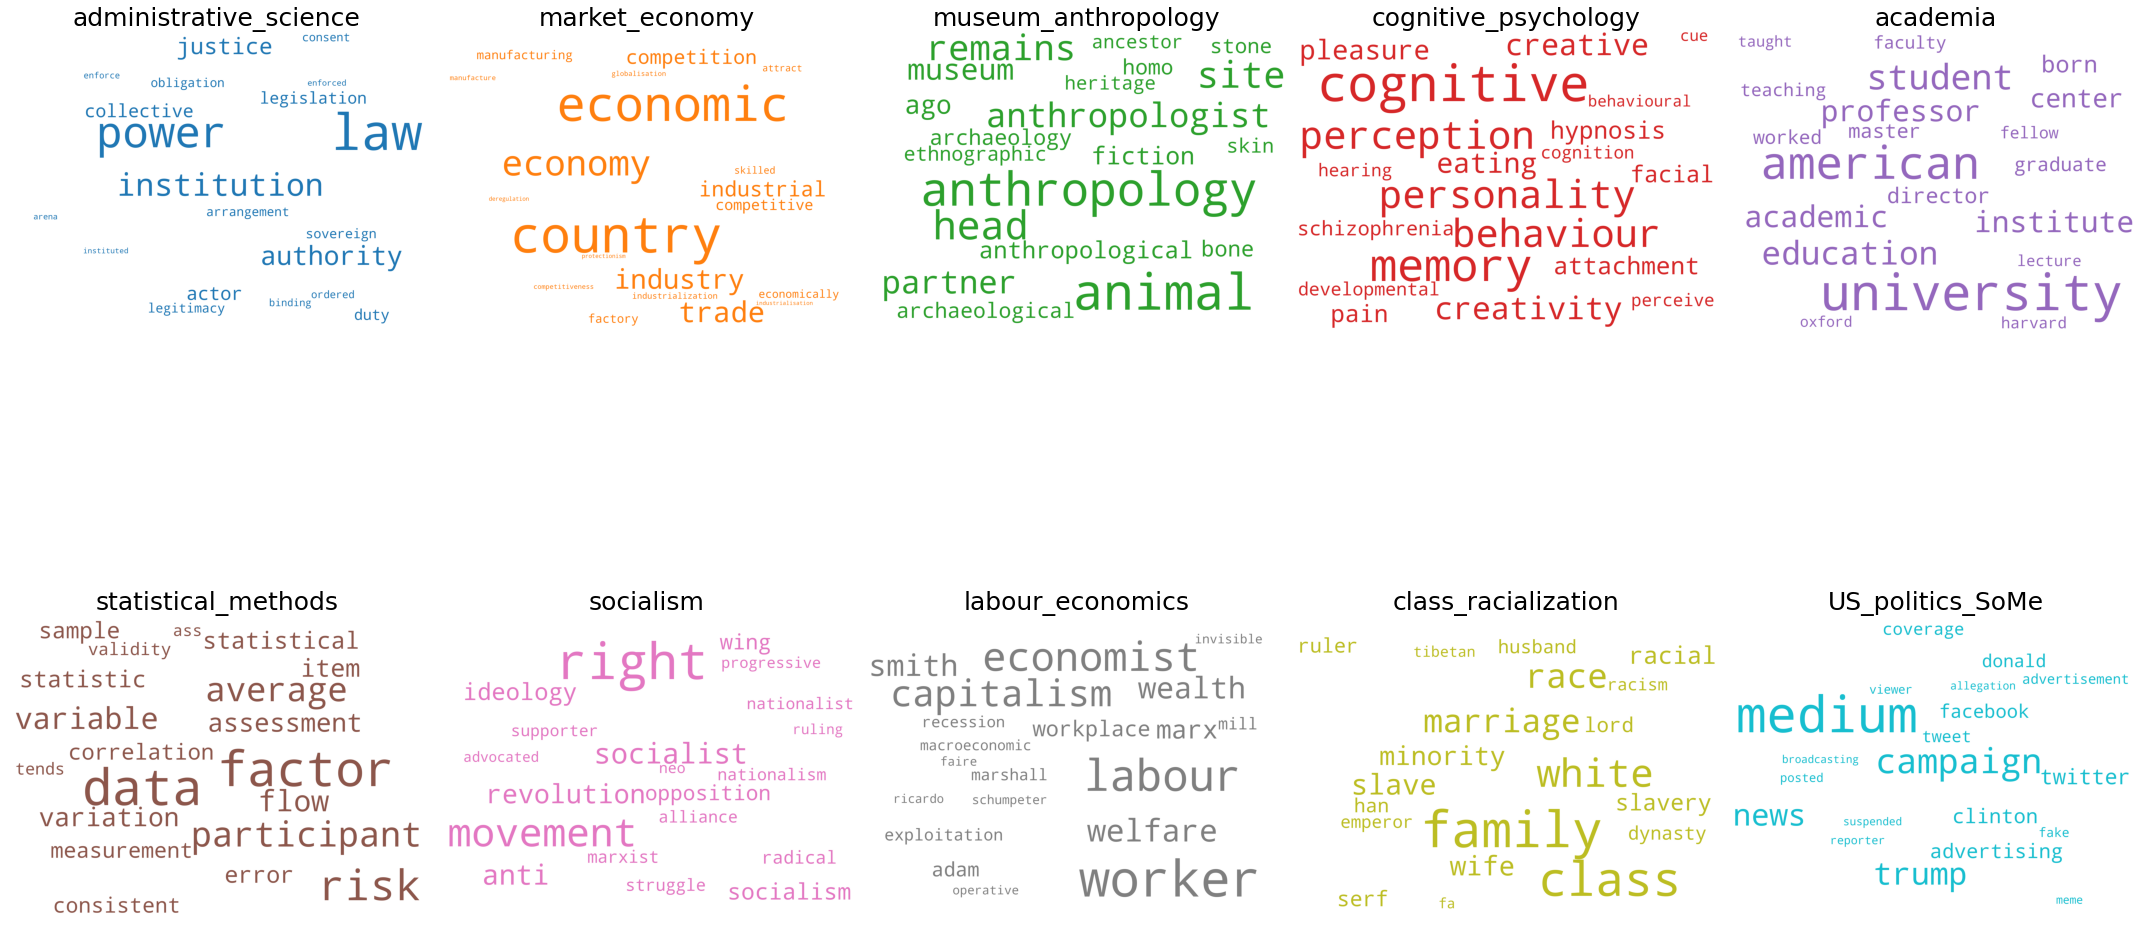 administrative_science
justice consent
enforce obligation enforced
collective legislation
power law
institution
arena arrangement
sovereign
instituted authority
actor ordered
legitimacy binding duty
market_economy
manufacturing competition
manufacture globalisation attract
economic
economy skilled
deregulation industrial
competitive
country
protectionism
competitiveness industry
industrialization economically
factory trade industrialisation
museum_anthropology
remains ancestor stone
museum homo site
heritage
ago anthropologist
archaeology skin
ethnographic fiction
anthropology
head
anthropological bone
partner animal
archaeological
cognitive_psychology
pleasure creative cue
cognitive behavioural
perception hypnosis
hearing eating cognition
personality facial
schizophrenia behaviour
memory attachment
developmental creativity perceive
pain
academia
taught faculty
student born
teaching professor center
worked master fellow
american graduate
director
academic institute
education lecture
university
oxford harvard
statistical_methods
sample ass statistical
validity item
statistic average
variable assessment
correlation
tends data factor
flow
variation participant
measurement
error risk
consistent
socialism
right wing
progressive
ideology nationalist
supporter ruling
advocated socialist
neo nationalism
revolution opposition
movement alliance
marxist radical
anti struggle socialism
labour_economics
invisible
smith economist
capitalism wealth
recession workplace marx mill
macroeconomic
faire marshall labour
ricardo schumpeter
exploitation welfare
adam worker
operative
class_racialization
ruler tibetan husband racial
race racism
marriage lord
minority white
slave
han slavery
emperor family dynasty
wife class
serf fa
US_politics_SoMe
coverage
donald
viewer allegation advertisement
medium facebook
tweet
broadcasting campaign twitter
posted
news suspended clinton
reporter fake
advertising
trump
meme